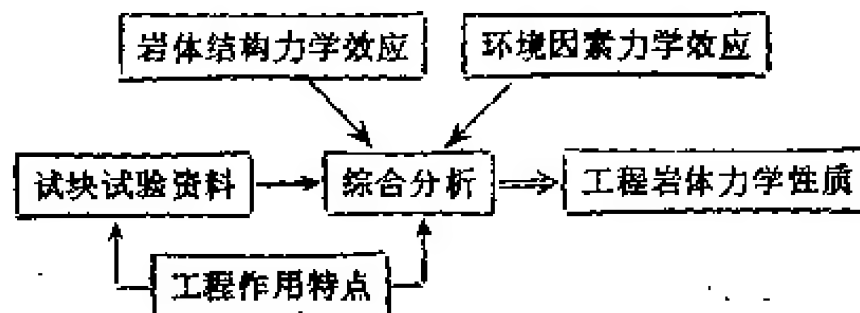 岩体结构力学效应
环境因素力学效应
试块试验资料
综合分析
工程岩体力学性质
工程作用特点